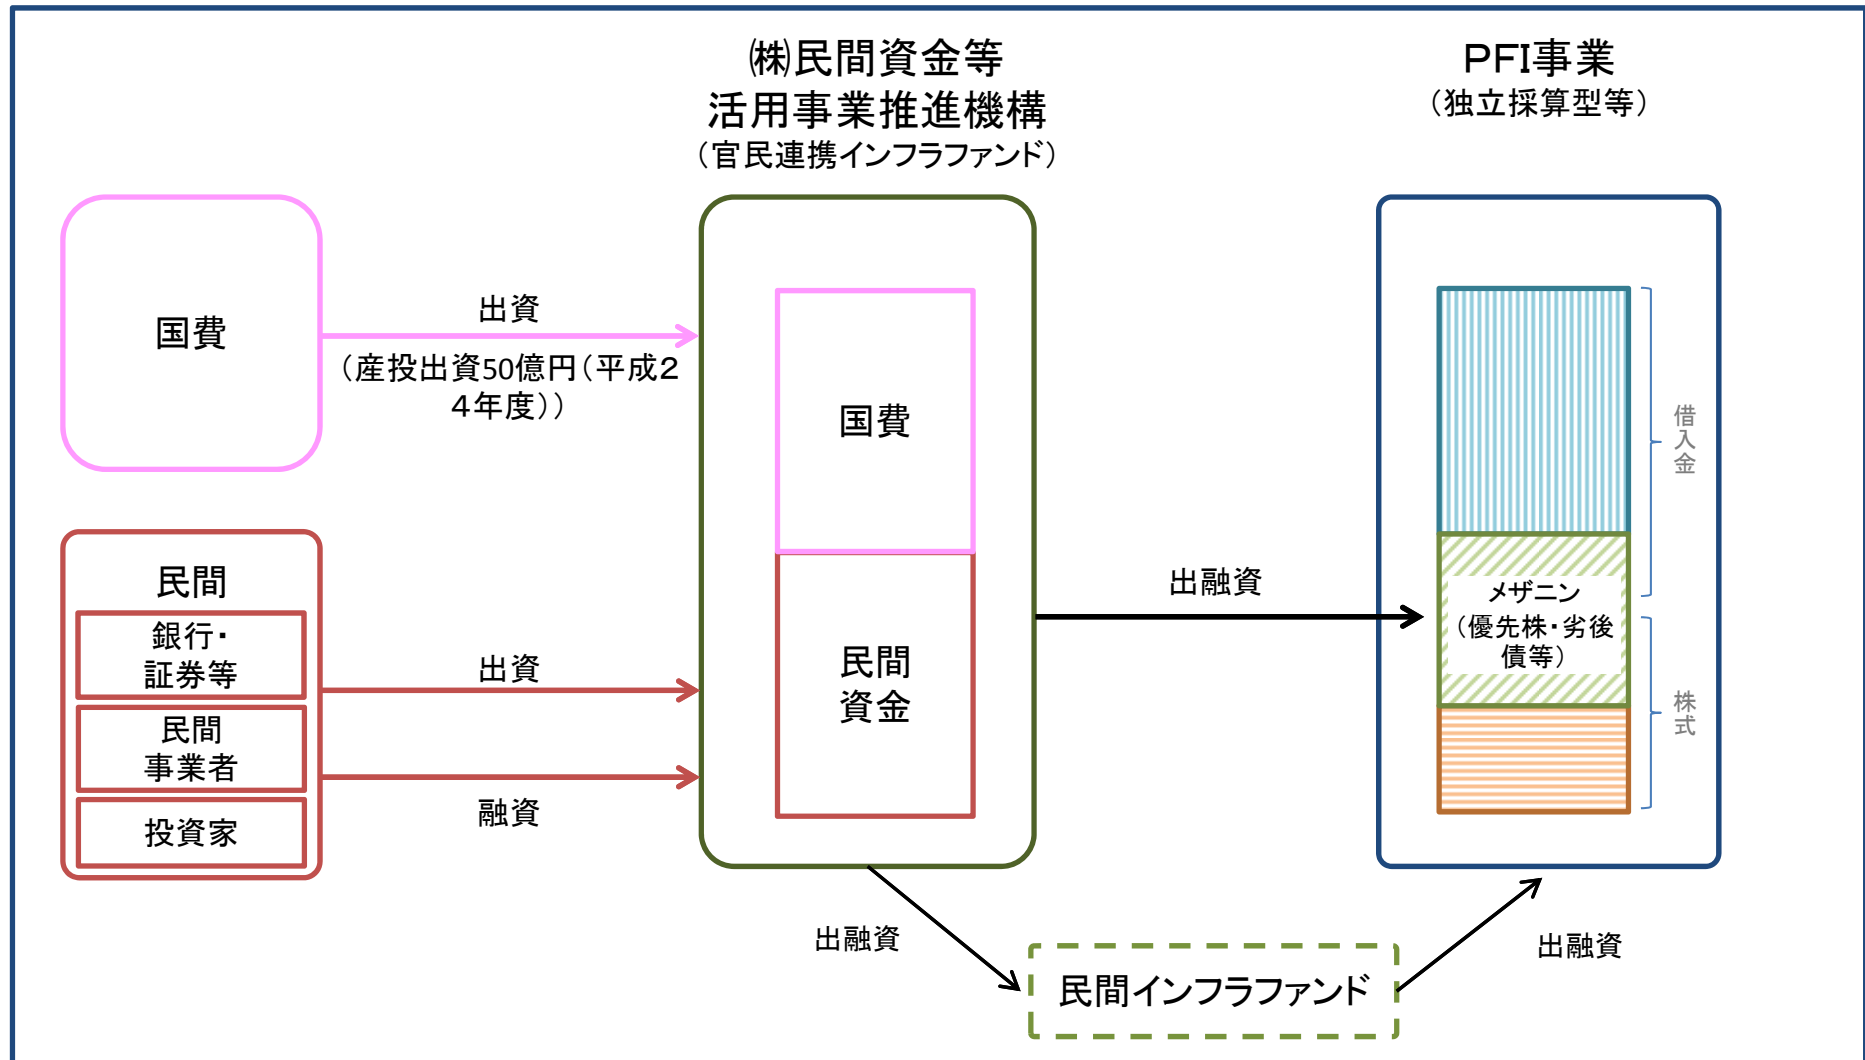 ㈱民間資金等
活用事業推進機構
（官民連携インフラファンド）
PFI事業
（独立採算型等）
国費
出資
（産投出資50億円（平成2
4年度））
民間
銀行・
証券等
民間
事業者
投資家
出資
融資
国費
民間
資金
出融資
メザニン
（優先株・劣後
債等）
借入金
株式
出融資
民間インフラファンド
出融資